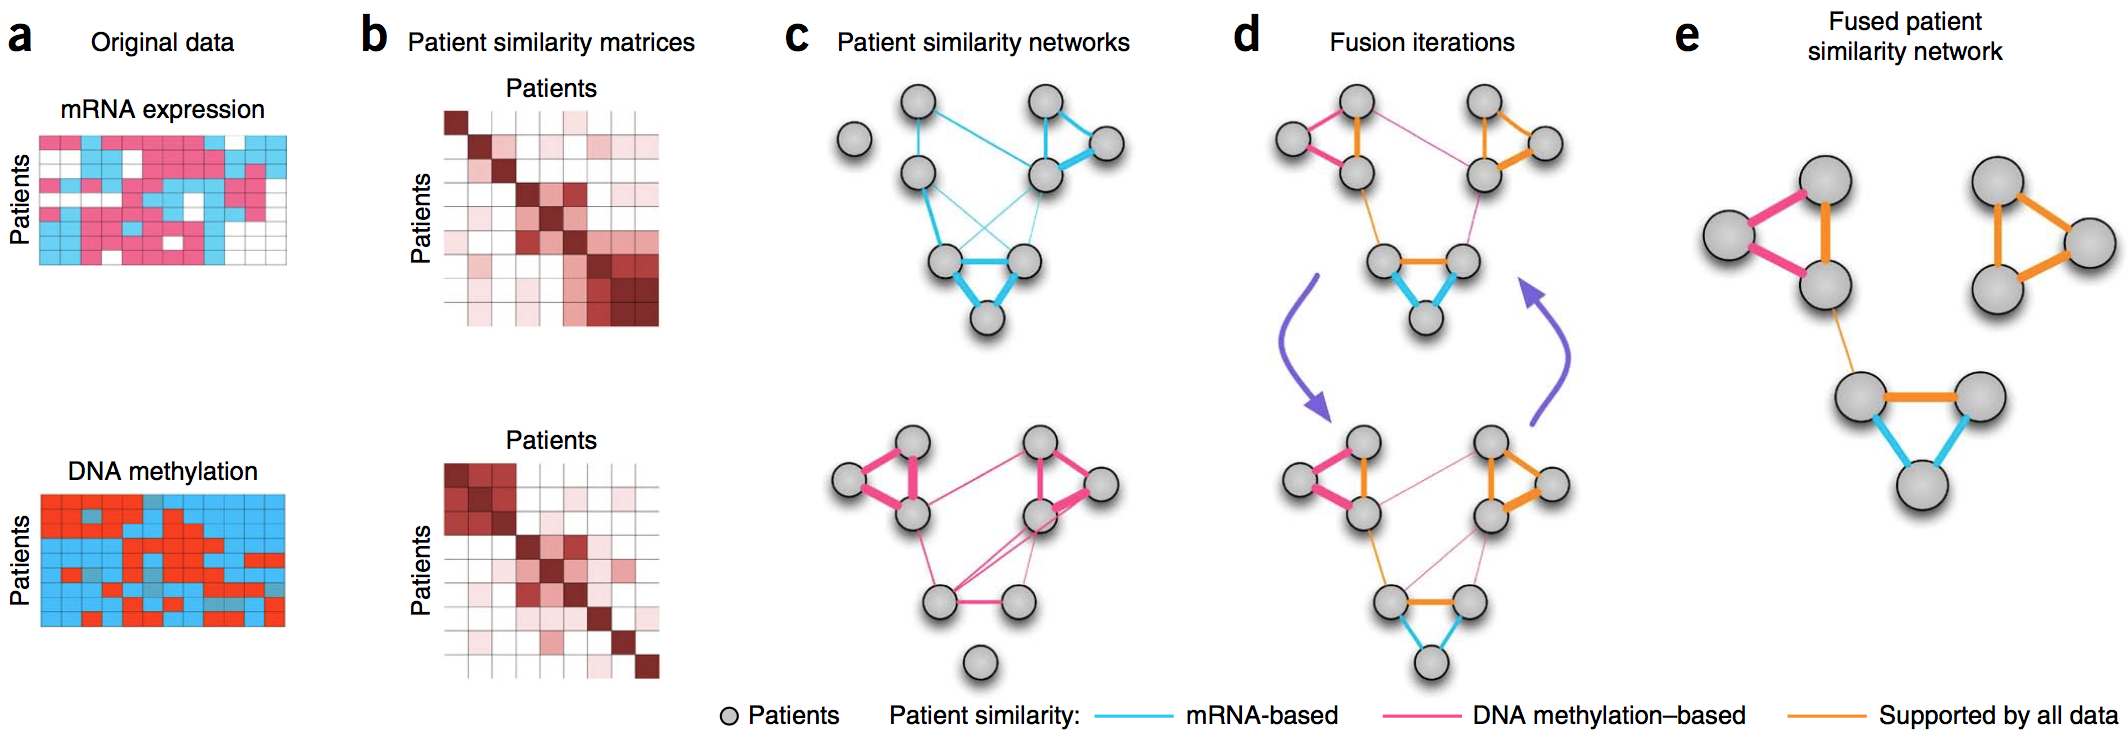 a Original data
mRNA expression
Patients
DNA methylation
Patients
b Patient similarity matrices
Patients
Patients
Patients
Patients
c Patient similarity networks
d Fusion iterations
e Fused patient
similarity network
Patients Patient similarity: mRNA-based DNA methylation–based Supported by all data